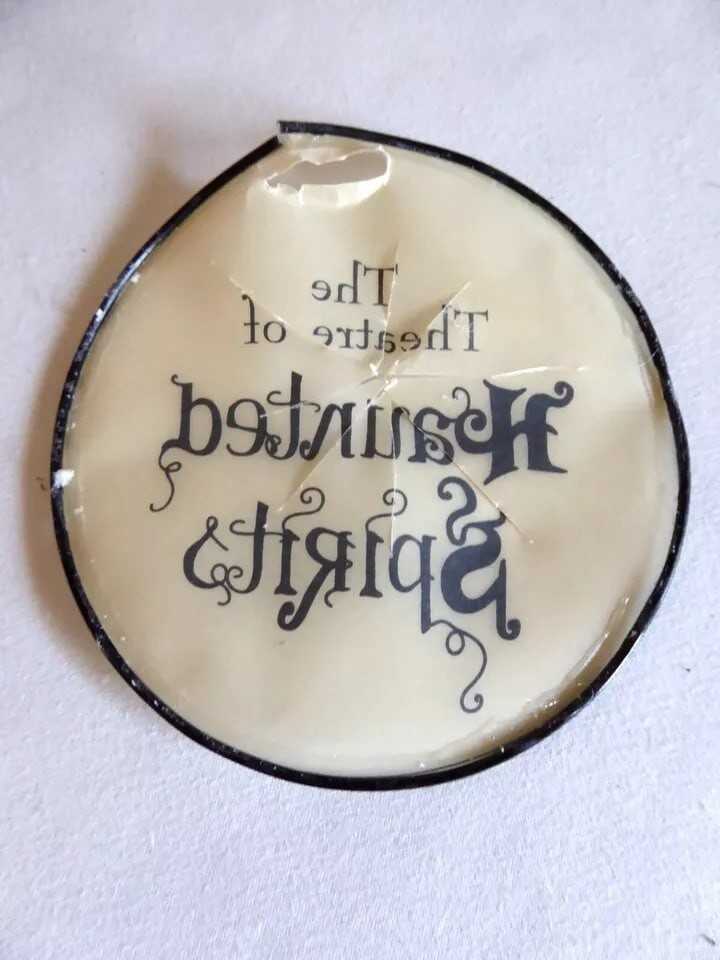 The
Theatre of
Haunted
Spirits